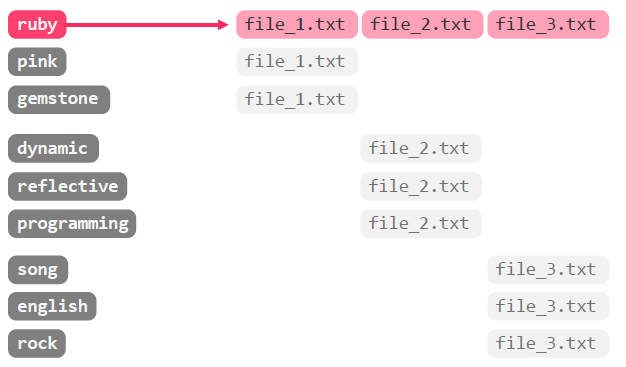 ruby file_1.txt file_2.txt file_3.txt
pink file_1.txt
gemstone file_1.txt
dynamic file_2.txt
reflective file_2.txt
programming file_2.txt
song file_3.txt
english file_3.txt
rock file_3.txt